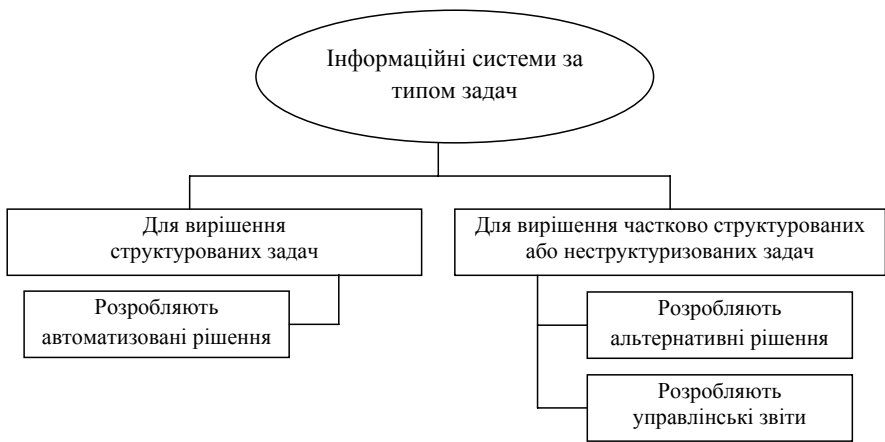 Інформаційні системи за
типом задач
Для вирішення
структурованих задач
Для вирішення частково структурованих
або неструктуризованих задач
Розробляють
автоматизовані рішення
Розробляють
альтернативні рішення
Розробляють
управлінські звіти